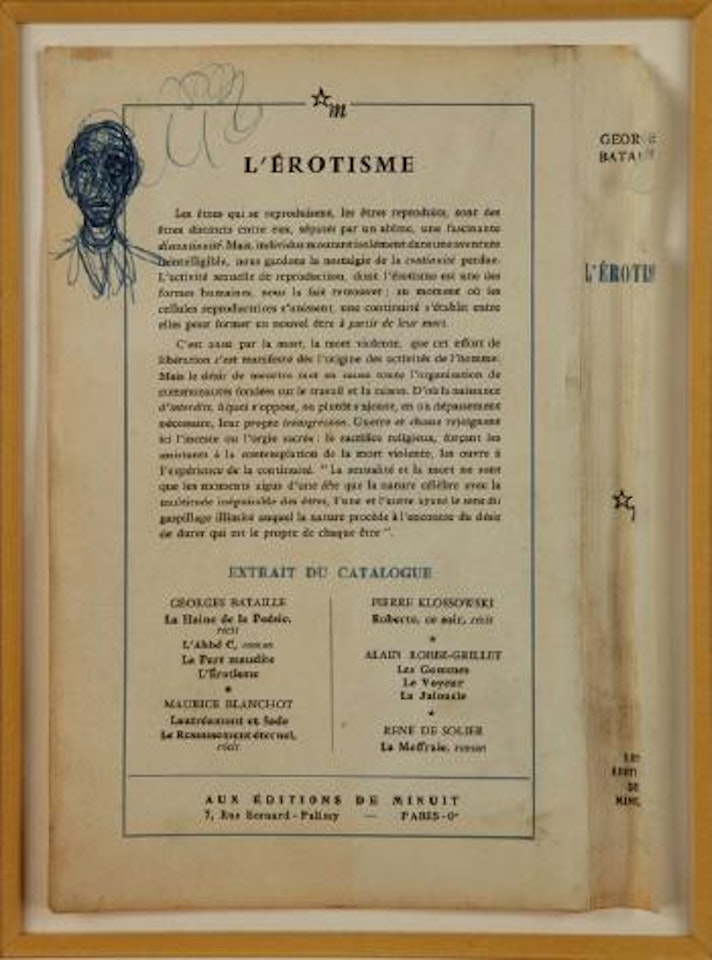 m
L'ÉROTISME
Les êtres qui se reproduisent, les êtres reproduits, sont des
êtres distincts entre eux, séparés par un abîme, une fascinante
discontinuité. Mais, individus mourant isolément dans une aventure
inintelligible, nous gardons la nostalgie de la continuité perdue.
L'activité sexuelle de reproduction, dont l'érotisme est une des
formes humaines, nous la fait retrouver ; au moment où les
cellules reproductrices s'unissent, une continuité s'établit entre
elles pour former un nouvel être à partir de leur mort.
C'est aussi par la mort, la mort violente, que cet effort de
libération s'est manifesté dès l'origine des activités de l'homme.
Mais le désir de meurtre met en cause toute l'organisation de
communautés fondées sur le travail et la raison. D'où la naissance
d'interdits, à quoi s'oppose, ou plutôt s'ajoute, en un dépassement
nécessaire, leur propre transgression. Guerre et chasse rejoignent
ici l'inceste ou l'orgie sacrée ; le sacrifice religieux, forçant les
assistants à la contemplation de la mort violente, les ouvre à
l'expérience de la continuité. " La sexualité et la mort ne sont
que les moments aigus d'une fête que la nature célèbre avec la
multitude inépuisable des êtres, l'une et l'autre ayant le sens du
gaspillage illimité auquel la nature procède à l'encontre du désir
de durer qui est le propre de chaque être ".
EXTRAIT DU CATALOGUE
GEORGES BATAILLE
La Haine de la Poésie,
récit
L'Abbé C, roman
La Part maudite
L'Érotisme
MAURICE BLANCHOT
Lautréamont et Sade
Le Ressassement éternel,
récit
PIERRE KLOSSOWSKI
Roberte, ce soir, récit
ALAIN ROBBE-GRILLET
Les Gommes
Le Voyeur
La Jalousie
RENÉ DE SOLIER
La Meffraie, roman
AUX ÉDITIONS DE MINUIT
7, Rue Bernard-Palissy — PARIS-6e
GEORG
BATAI
L'ÉROTIS
LES
ÉDITI
DE
MINU